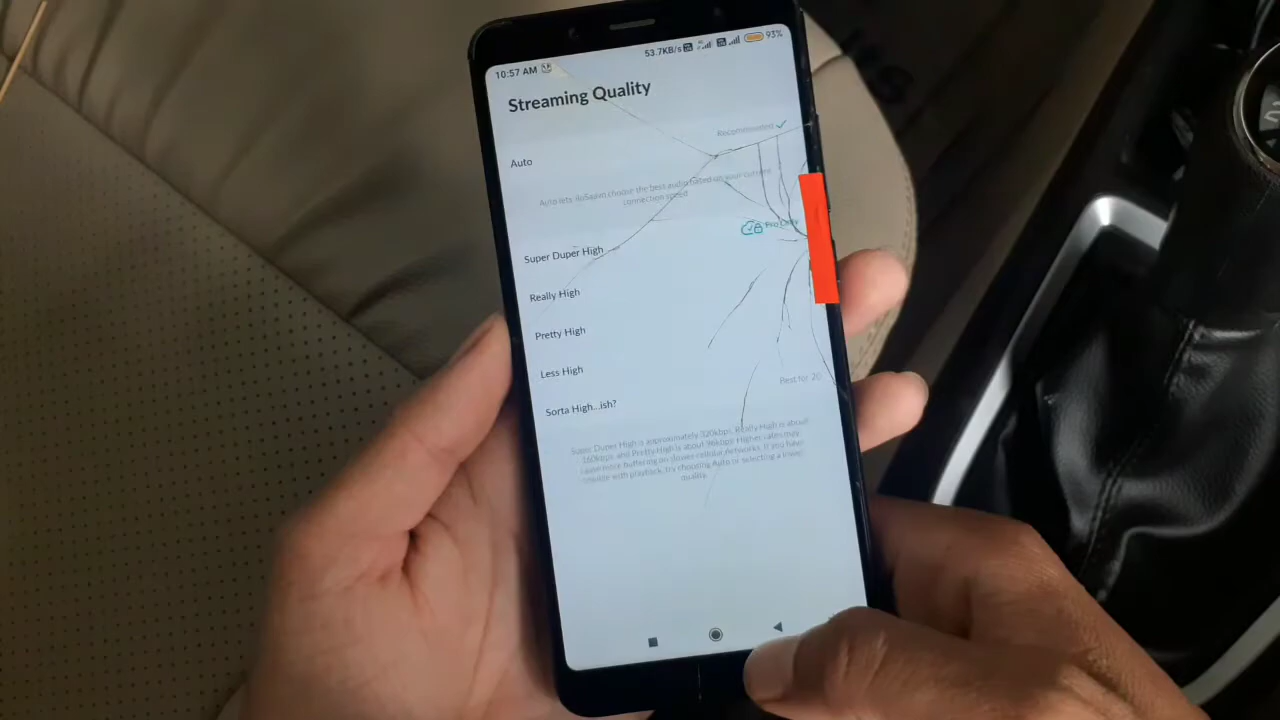 10:57 AM 53.7KB/s 93%
Streaming Quality
Recommended
Auto
Auto lets JioSaavn choose the best audio based on your current
connection speed
Pro Only
Super Duper High
Really High
Pretty High
Less High
Best for 2G
Sorta High...ish?
Super Duper High is approximately 320kbps, Really High is about
160kbps, and Pretty High is about 96kbps. Higher rates may
experience buffering on slower cellular networks. If you have
trouble with playback, try choosing Auto or selecting a lower
quality.